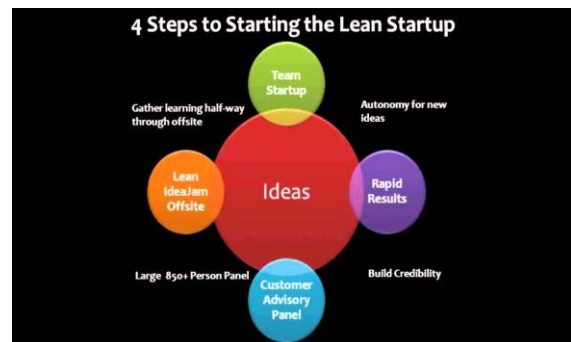 4 Steps to Starting the Lean Startup
Team
Startup
Gather learning half-way
through offsite
Autonomy for new
ideas
Lean
IdeaJam
Offsite
Ideas
Rapid
Results
Large 850+ Person Panel
Build Credibility
Customer
Advisory
Panel